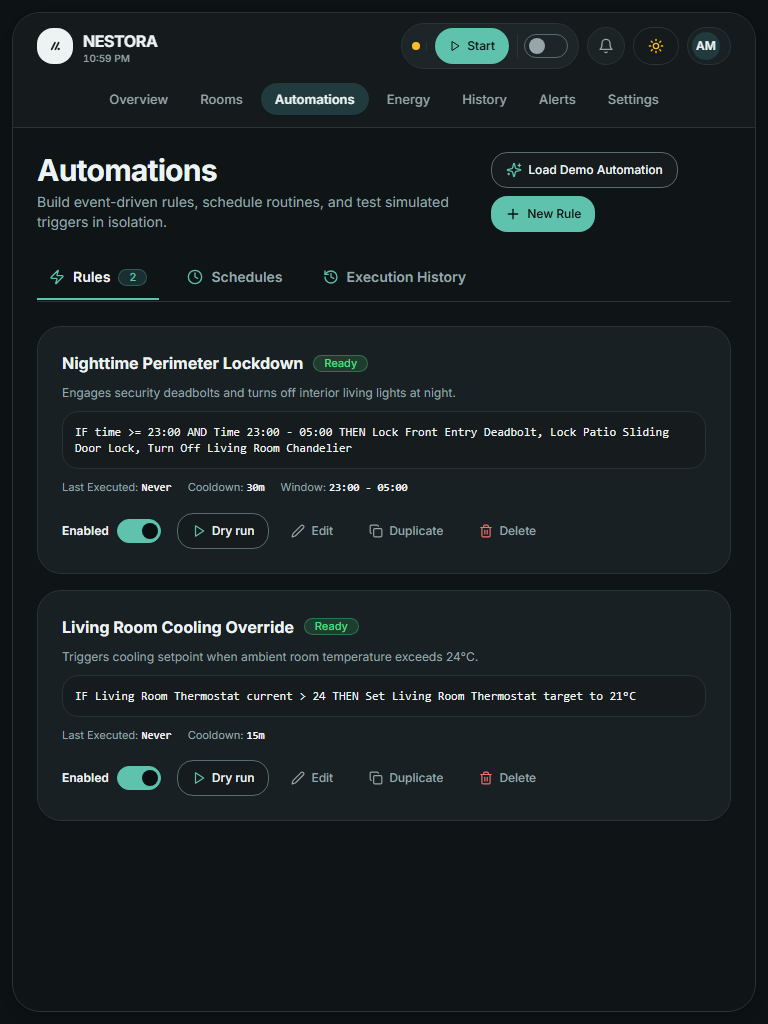 NESTORA
10:59 PM
Start
AM
Overview
Rooms
Automations
Energy
History
Alerts
Settings
Automations
Build event-driven rules, schedule routines, and test simulated
triggers in isolation.
Load Demo Automation
New Rule
Rules 2
Schedules
Execution History
Nighttime Perimeter Lockdown Ready
Engages security deadbolts and turns off interior living lights at night.
IF time >= 23:00 AND Time 23:00 - 05:00 THEN Lock Front Entry Deadbolt, Lock Patio Sliding
Door Lock, Turn Off Living Room Chandelier
Last Executed: Never Cooldown: 30m Window: 23:00 - 05:00
Enabled Dry run Edit Duplicate Delete
Living Room Cooling Override Ready
Triggers cooling setpoint when ambient room temperature exceeds 24°C.
IF Living Room Thermostat current > 24 THEN Set Living Room Thermostat target to 21°C
Last Executed: Never Cooldown: 15m
Enabled Dry run Edit Duplicate Delete